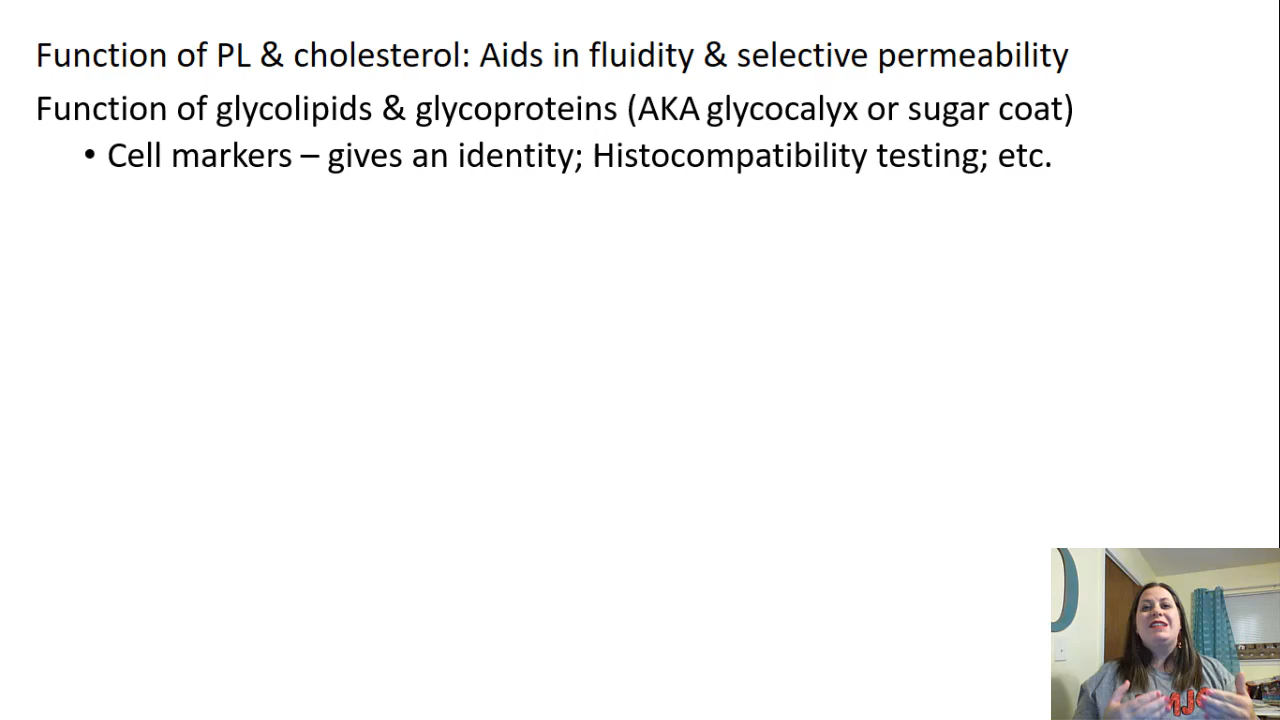 Function of PL & cholesterol: Aids in fluidity & selective permeability
Function of glycolipids & glycoproteins (AKA glycocalyx or sugar coat)
• Cell markers – gives an identity; Histocompatibility testing; etc.